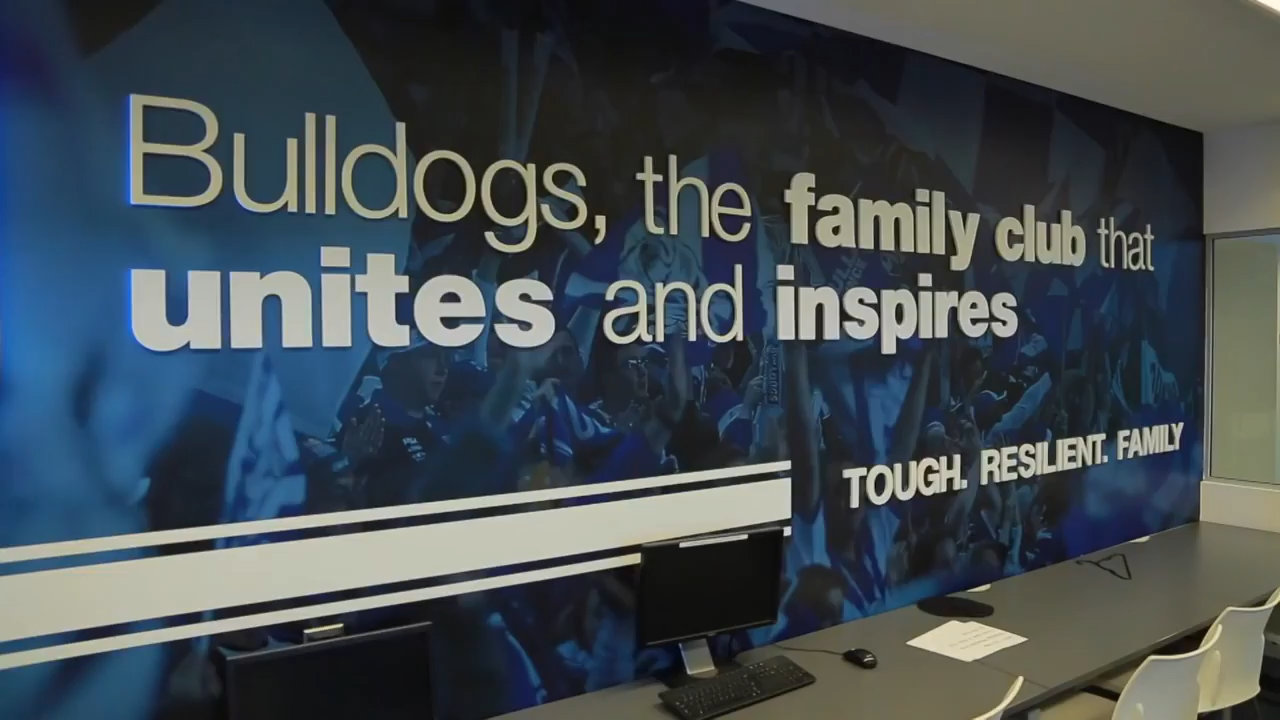 Bulldogs, the family club that
unites and inspires
TOUGH. RESILIENT. FAMILY